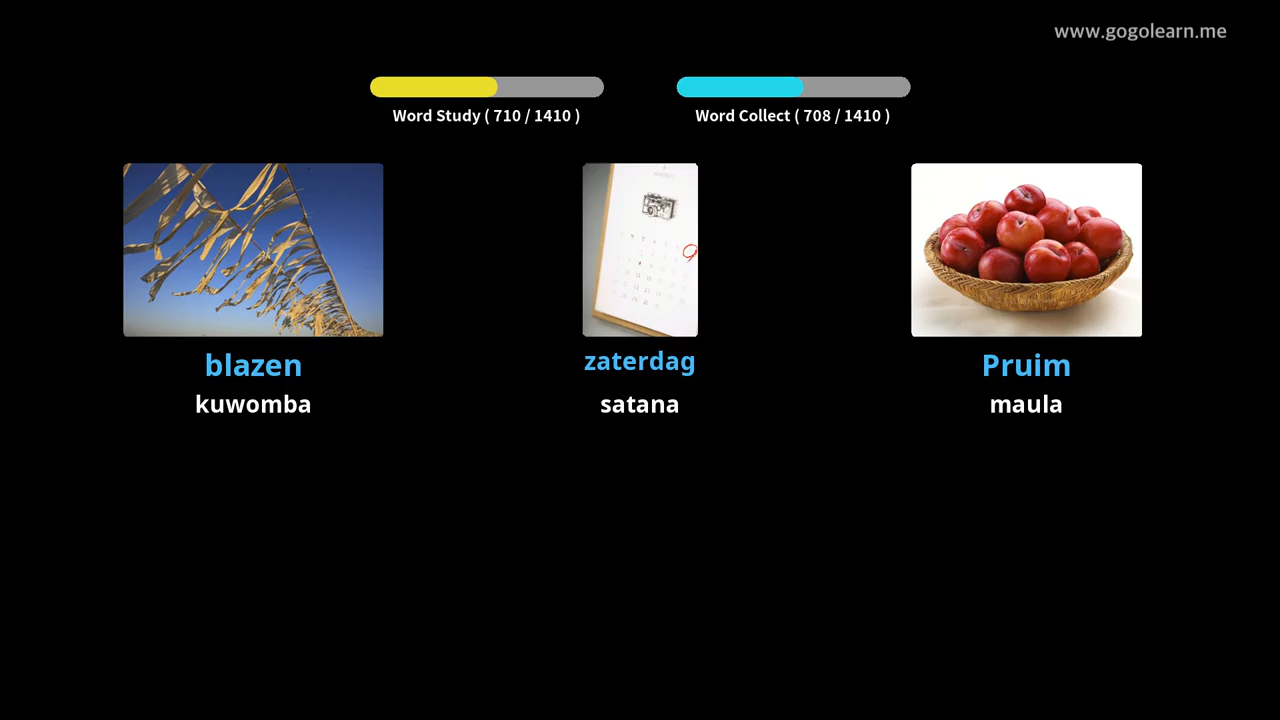 www.gogolearn.me
Word Study ( 710 / 1410 )
Word Collect ( 708 / 1410 )
blazen
zaterdag
Pruim
kuwomba
satana
maula